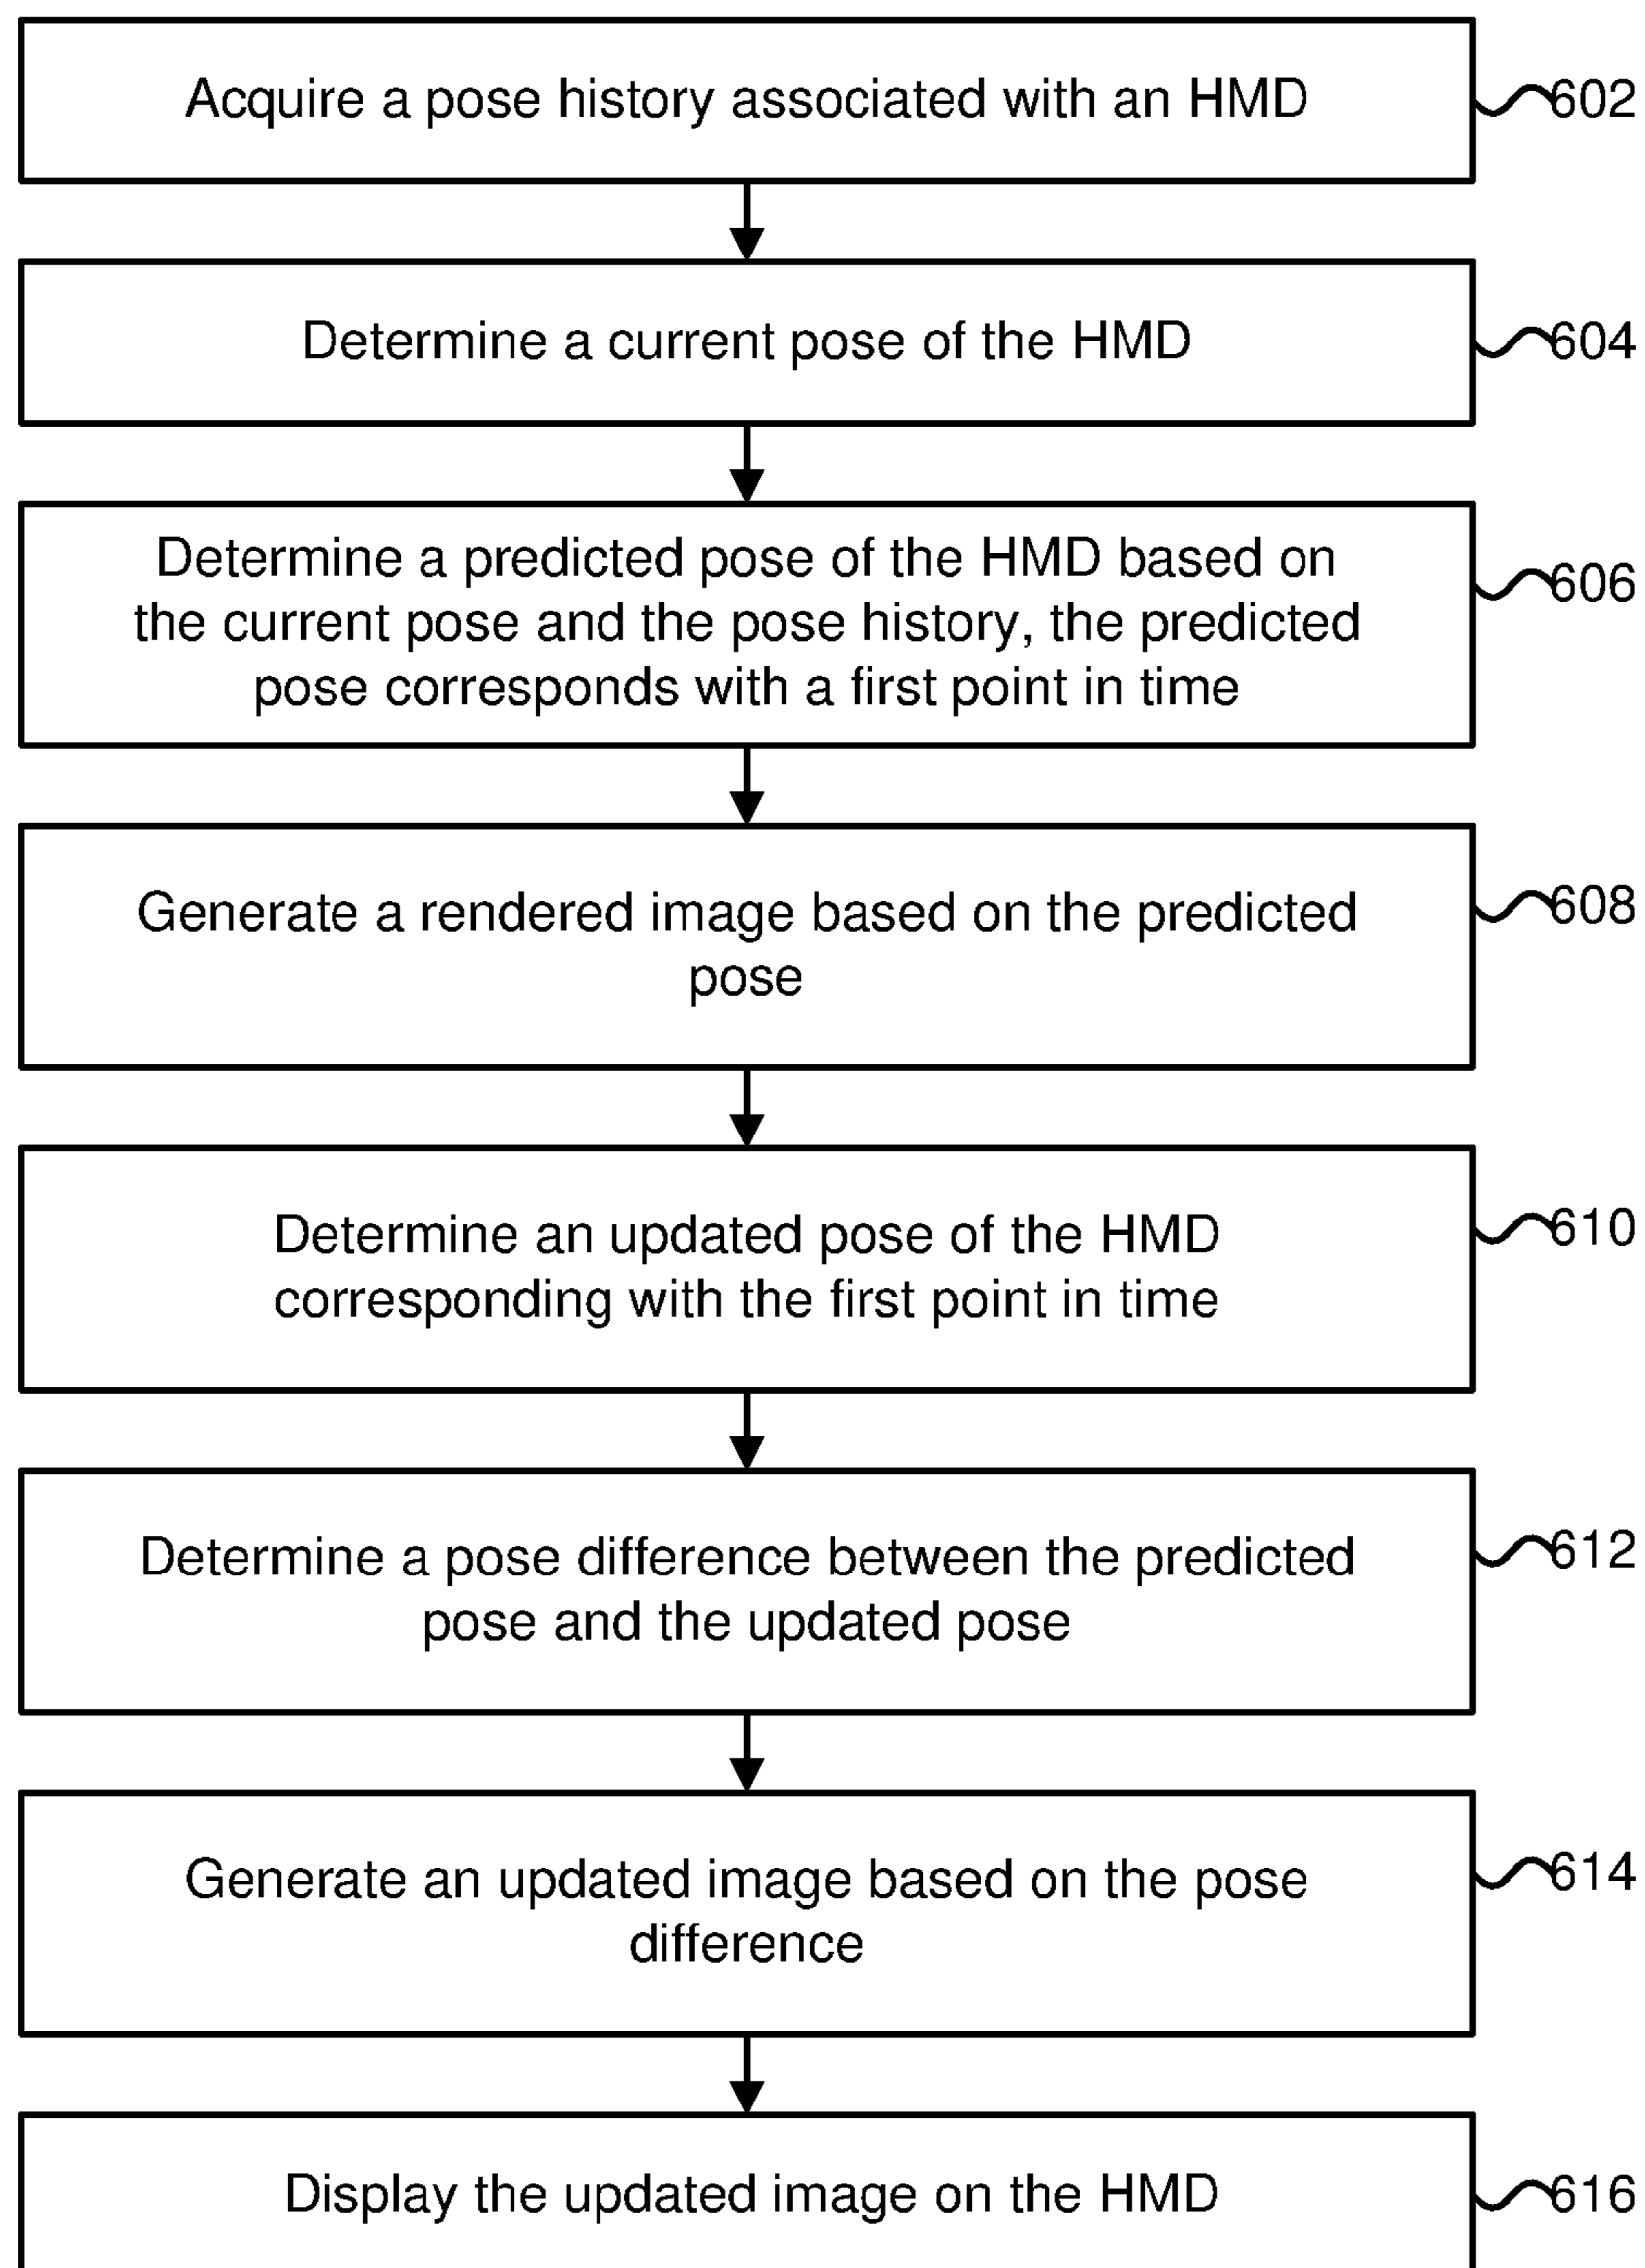 Acquire a pose history associated with an HMD
602
Determine a current pose of the HMD
604
Determine a predicted pose of the HMD based on
the current pose and the pose history, the predicted
pose corresponds with a first point in time
606
Generate a rendered image based on the predicted
pose
608
Determine an updated pose of the HMD
corresponding with the first point in time
610
Determine a pose difference between the predicted
pose and the updated pose
612
Generate an updated image based on the pose
difference
614
Display the updated image on the HMD
616